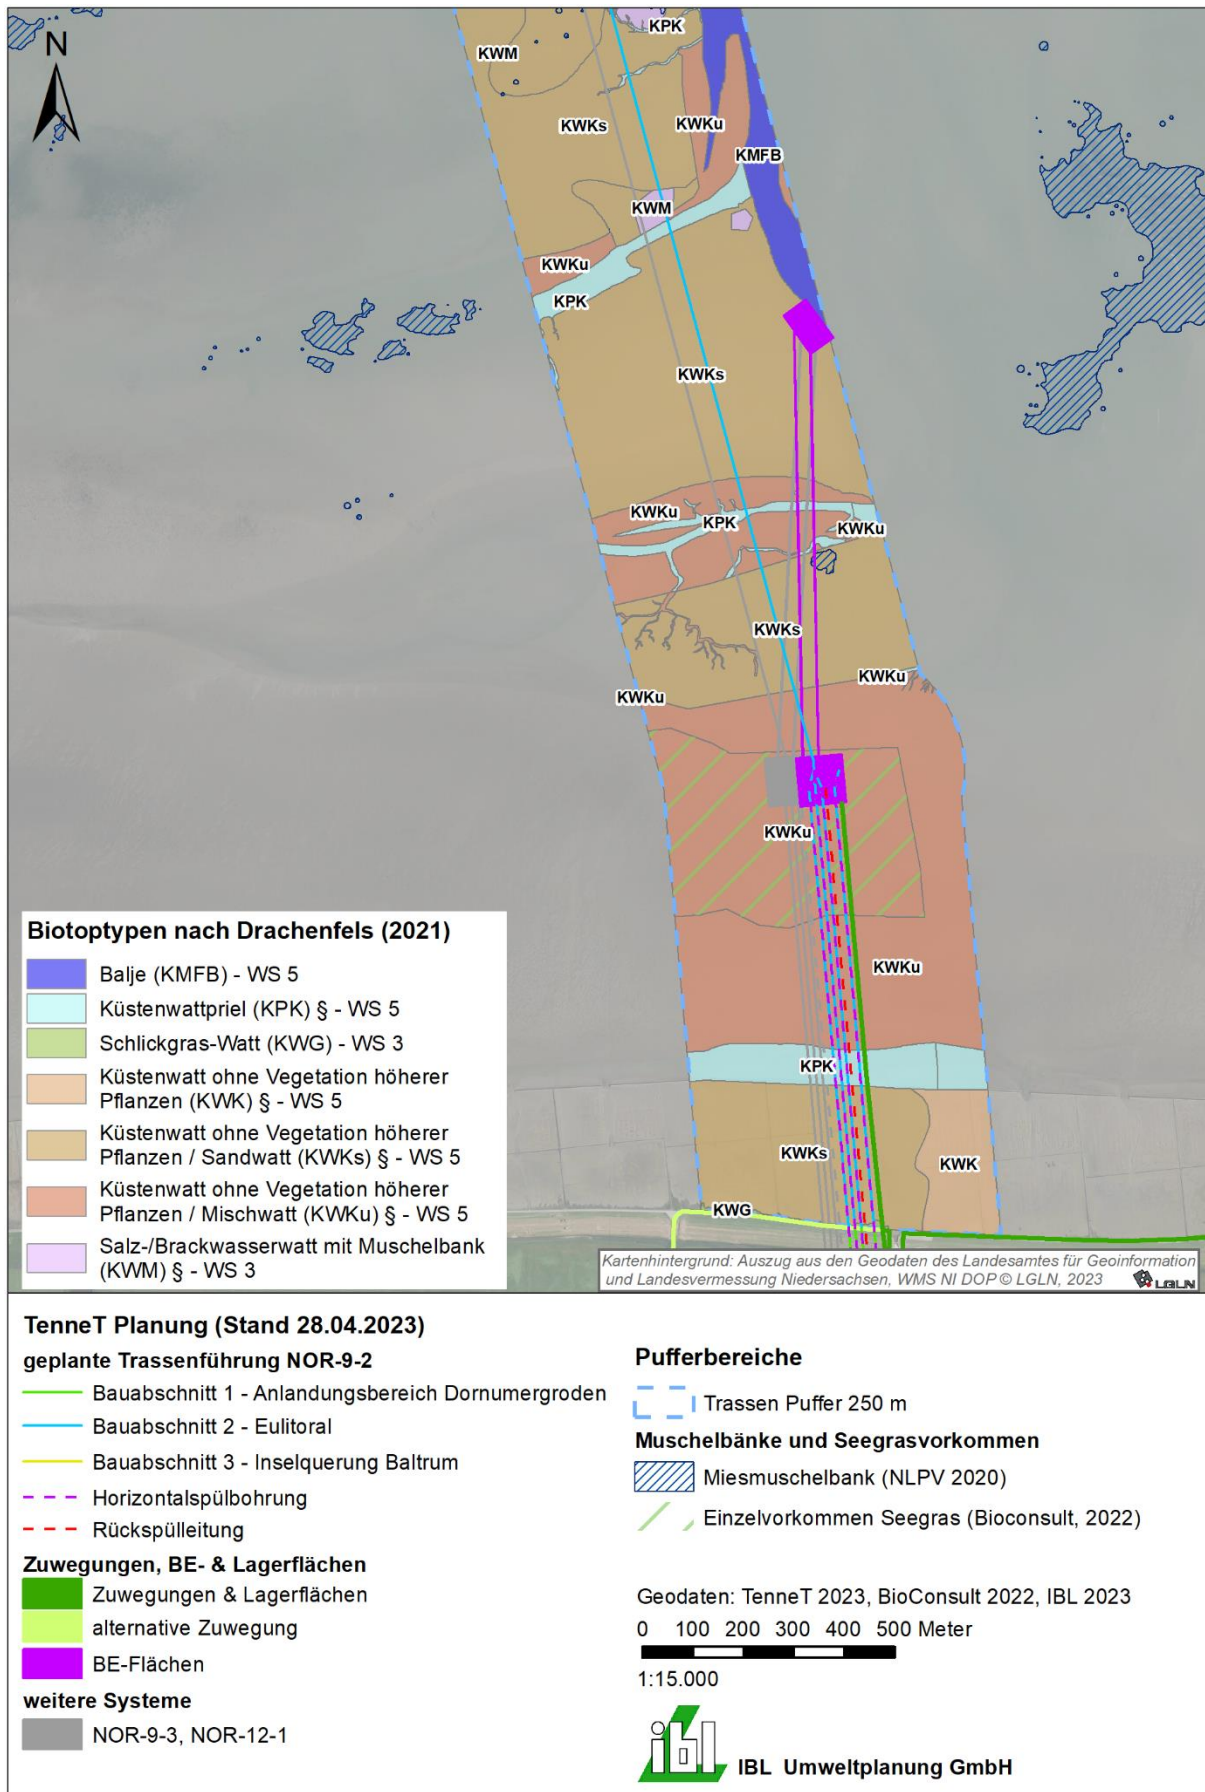 N
KWM
KPK
KWKs
KWKu
KMFB
KWM
KWKu
KPK
KWKs
KWKu
KPK
KWKu
KWKs
KWKu
KWKu
KWKu
KWKu
KPK
KWKs
KWK
KWG
Biotoptypen nach Drachenfels (2021)
Balje (KMFB) - WS 5
Küstenwattpriel (KPK) § - WS 5
Schlickgras-Watt (KWG) - WS 3
Küstenwatt ohne Vegetation höherer
Pflanzen (KWK) § - WS 5
Küstenwatt ohne Vegetation höherer
Pflanzen / Sandwatt (KWKs) § - WS 5
Küstenwatt ohne Vegetation höherer
Pflanzen / Mischwatt (KWKu) § - WS 5
Salz-/Brackwasserwatt mit Muschelbank
(KWM) § - WS 3
Kartenhintergrund: Auszug aus den Geodaten des Landesamtes für Geoinformation
und Landesvermessung Niedersachsen, WMS NI DOP © LGLN, 2023
LGLN
TenneT Planung (Stand 28.04.2023)
geplante Trassenführung NOR-9-2
Bauabschnitt 1 - Anlandungsbereich Dornumergroden
Bauabschnitt 2 - Eulitoral
Bauabschnitt 3 - Inselquerung Baltrum
Horizontalspülbohrung
Rückspülleitung
Zuwegungen, BE- & Lagerflächen
Zuwegungen & Lagerflächen
alternative Zuwegung
BE-Flächen
weitere Systeme
NOR-9-3, NOR-12-1
Pufferbereiche
Trassen Puffer 250 m
Muschelbänke und Seegrasvorkommen
Miesmuschelbank (NLPV 2020)
Einzelvorkommen Seegras (Bioconsult, 2022)
Geodaten: TenneT 2023, BioConsult 2022, IBL 2023
0 100 200 300 400 500 Meter
1:15.000
ibl
IBL Umweltplanung GmbH